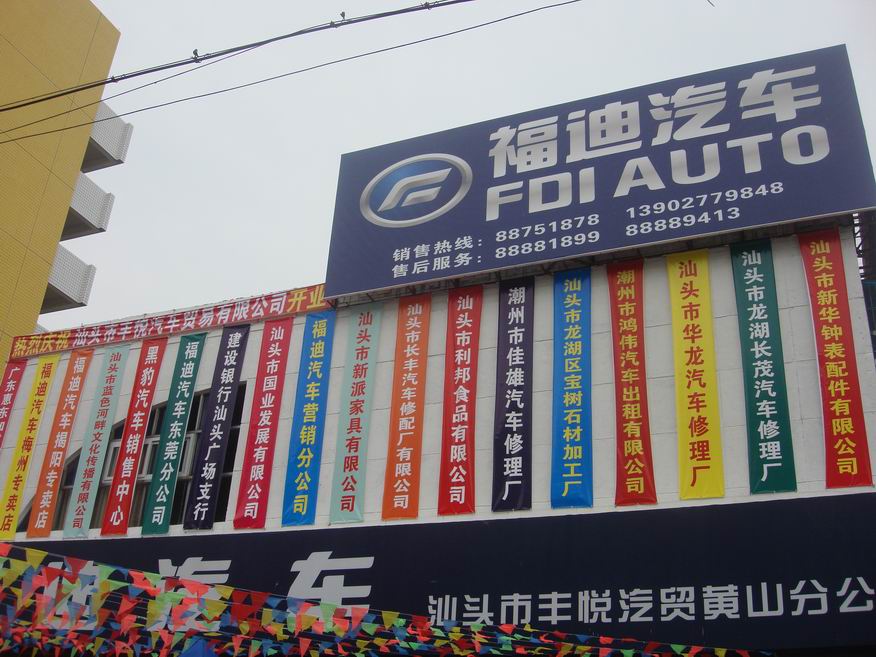 福迪汽车
FDI AUTO
销售热线：88751878 13902779848
售后服务：88881899 88889413
热烈庆祝 汕头市丰悦汽车贸易有限公司开业
广东惠东和
福迪汽车梅州专卖店
福迪汽车揭阳专卖店
汕头市蓝色河畔文化传播有限公司
黑豹汽车销售中心
福迪汽车东莞分公司
建设银行汕头广场支行
汕头市国业发展有限公司
福迪汽车营销分公司
汕头市新派家具有限公司
汕头市长丰汽车修配厂有限公司
汕头市利邦食品有限公司
潮州市佳雄汽车修理厂
汕头市龙湖区宝树石材加工厂
潮州市鸿伟汽车出租有限公司
汕头市华龙汽车修理厂
汕头市龙湖长茂汽车修理厂
汕头市新华钟表配件有限公司
迪汽车
汕头市丰悦汽贸黄山分公